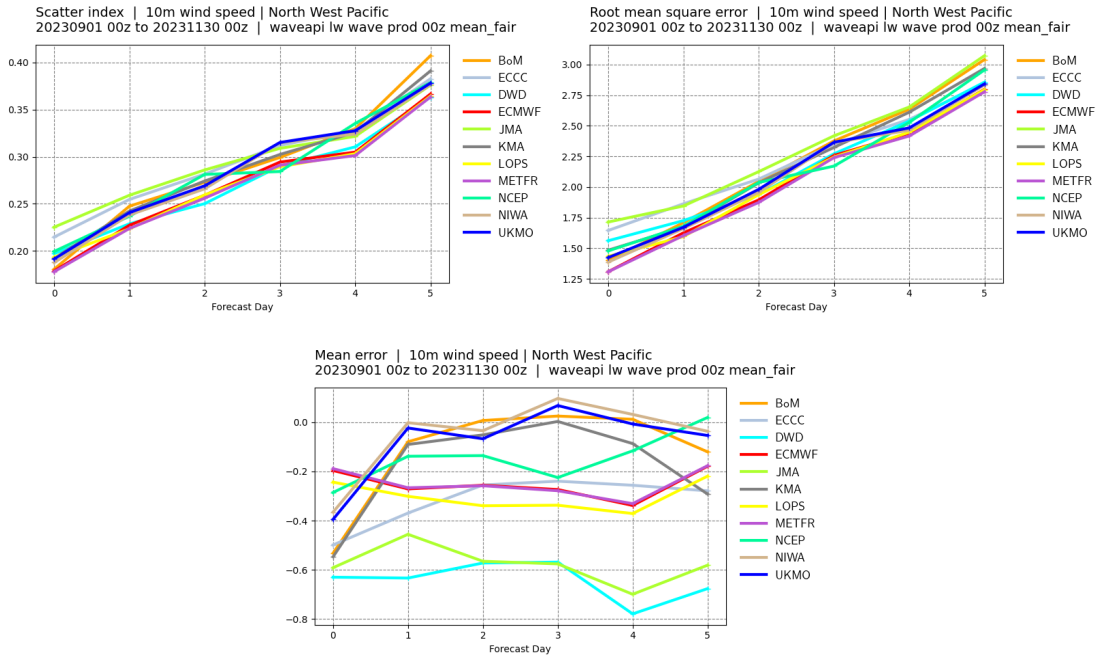 Scatter index | 10m wind speed | North West Pacific
20230901 00z to 20231130 00z | waveapi lw wave prod 00z mean_fair
0.40
0.35
0.30
0.25
0.20
0 1 2 3 4 5
Forecast Day
BoM
ECCC
DWD
ECMWF
JMA
KMA
LOPS
METFR
NCEP
NIWA
UKMO
Root mean square error | 10m wind speed | North West Pacific
20230901 00z to 20231130 00z | waveapi lw wave prod 00z mean_fair
3.00
2.75
2.50
2.25
2.00
1.75
1.50
1.25
0 1 2 3 4 5
Forecast Day
BoM
ECCC
DWD
ECMWF
JMA
KMA
LOPS
METFR
NCEP
NIWA
UKMO
Mean error | 10m wind speed | North West Pacific
20230901 00z to 20231130 00z | waveapi lw wave prod 00z mean_fair
0.0
−0.2
−0.4
−0.6
−0.8
0 1 2 3 4 5
Forecast Day
BoM
ECCC
DWD
ECMWF
JMA
KMA
LOPS
METFR
NCEP
NIWA
UKMO